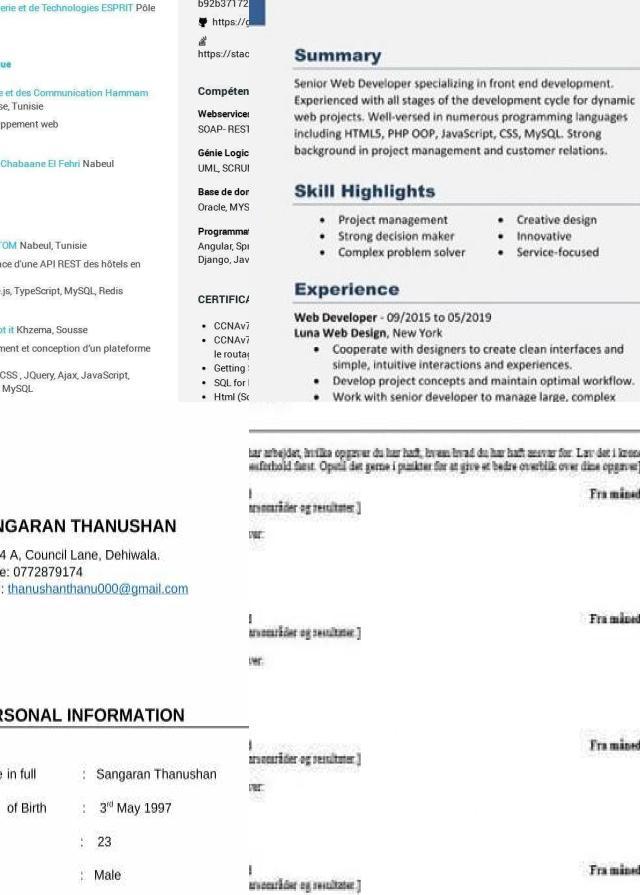 erie et de Technologies ESPRIT Pôle
ue
e et des Communication Hammam
se, Tunisie
ppement web
Chabaane El Fehri Nabeul
TOM Nabeul, Tunisie
ce d'une API REST des hôtels en
.js, TypeScript, MySQL, Redis
ot it Khzema, Sousse
ment et conception d'un plateforme
CSS , JQuery, Ajax, JavaScript,
MySQL
b92b37172
https://g
https://stac
Compéten
Webservice
SOAP- REST
Génie Logic
UML, SCRUI
Base de don
Oracle, MYS
Programmat
Angular, Spr
Django, Jav
CERTIFICA
• CCNAv7
• CCNAv7
le routag
• Getting S
• SQL for
• Html (Sc
Summary
Senior Web Developer specializing in front end development.
Experienced with all stages of the development cycle for dynamic
web projects. Well-versed in numerous programming languages
including HTML5, PHP OOP, JavaScript, CSS, MySQL. Strong
background in project management and customer relations.
Skill Highlights
• Project management
• Strong decision maker
• Complex problem solver
• Creative design
• Innovative
• Service-focused
Experience
Web Developer - 09/2015 to 05/2019
Luna Web Design, New York
• Cooperate with designers to create clean interfaces and
simple, intuitive interactions and experiences.
• Develop project concepts and maintain optimal workflow.
• Work with senior developer to manage large, complex
NGARAN THANUSHAN
4 A, Council Lane, Dehiwala.
e: 0772879174
: thanushanthanu000@gmail.com
RSONAL INFORMATION
e in full : Sangaran Thanushan
of Birth : 3rd May 1997
: 23
: Male
har arbejdet, hvilke opgaver du har haft, hvem hvad du har haft ansvar for. Lav det i krono
esforhold først. Opstil det gerne i punkter for at give et bedre overblik over dine opgaver]
Fra måned
arsområder og resultater.]
ver:
Fra måned
arsområder og resultater.]
ver:
Fra måned
arsområder og resultater.]
ver:
Fra måned
arsområder og resultater.]